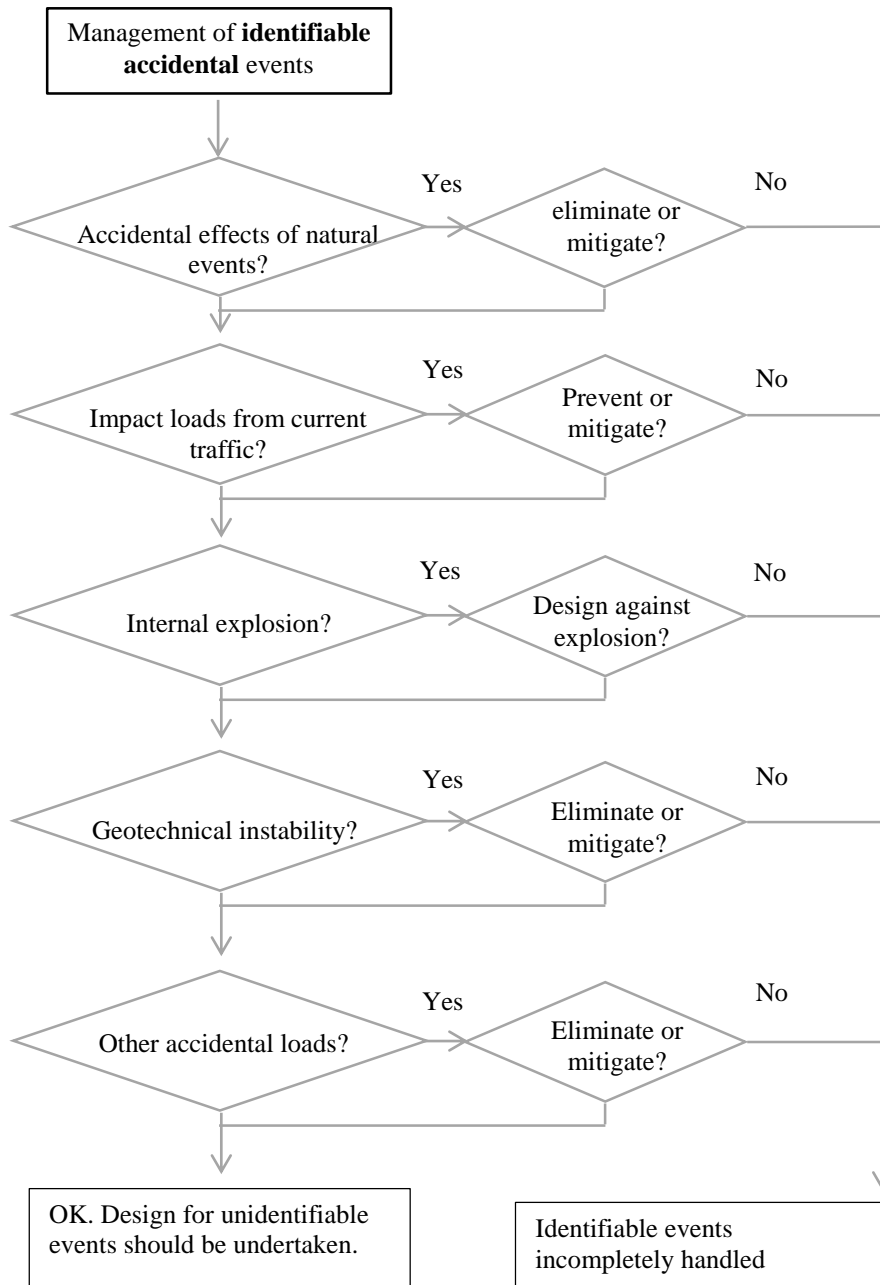 Management of identifiable
accidental events
Yes
No
eliminate or
mitigate?
Accidental effects of natural
events?
Yes
No
Prevent or
mitigate?
Impact loads from current
traffic?
Yes
No
Design against
explosion?
Internal explosion?
Yes
No
Eliminate or
mitigate?
Geotechnical instability?
Yes
No
Eliminate or
mitigate?
Other accidental loads?
OK. Design for unidentifiable
events should be undertaken.
Identifiable events
incompletely handled